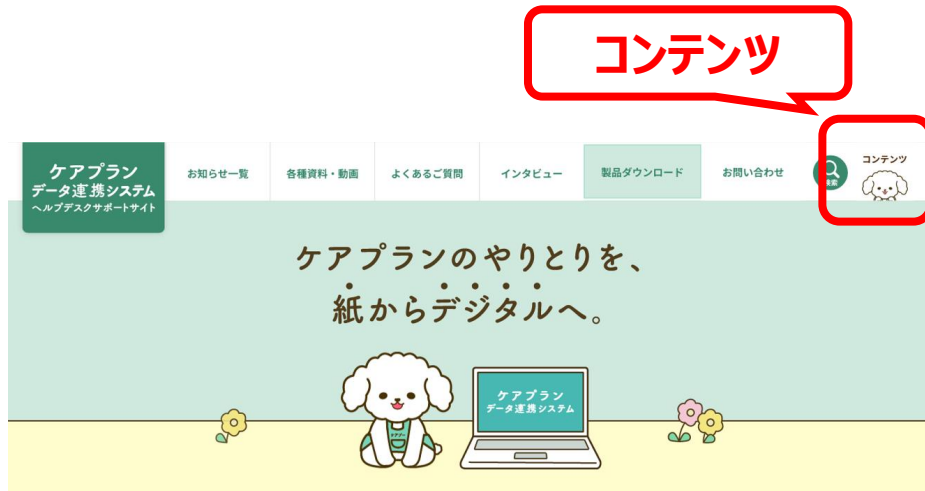 コンテンツ
ケアプラン
データ連携システム
ヘルプデスクサポートサイト
お知らせ一覧
各種資料・動画
よくあるご質問
インタビュー
製品ダウンロード
お問い合わせ
検索
コンテンツ
ケアプランのやりとりを、
紙からデジタルへ。
ケアプラン
データ連携システム